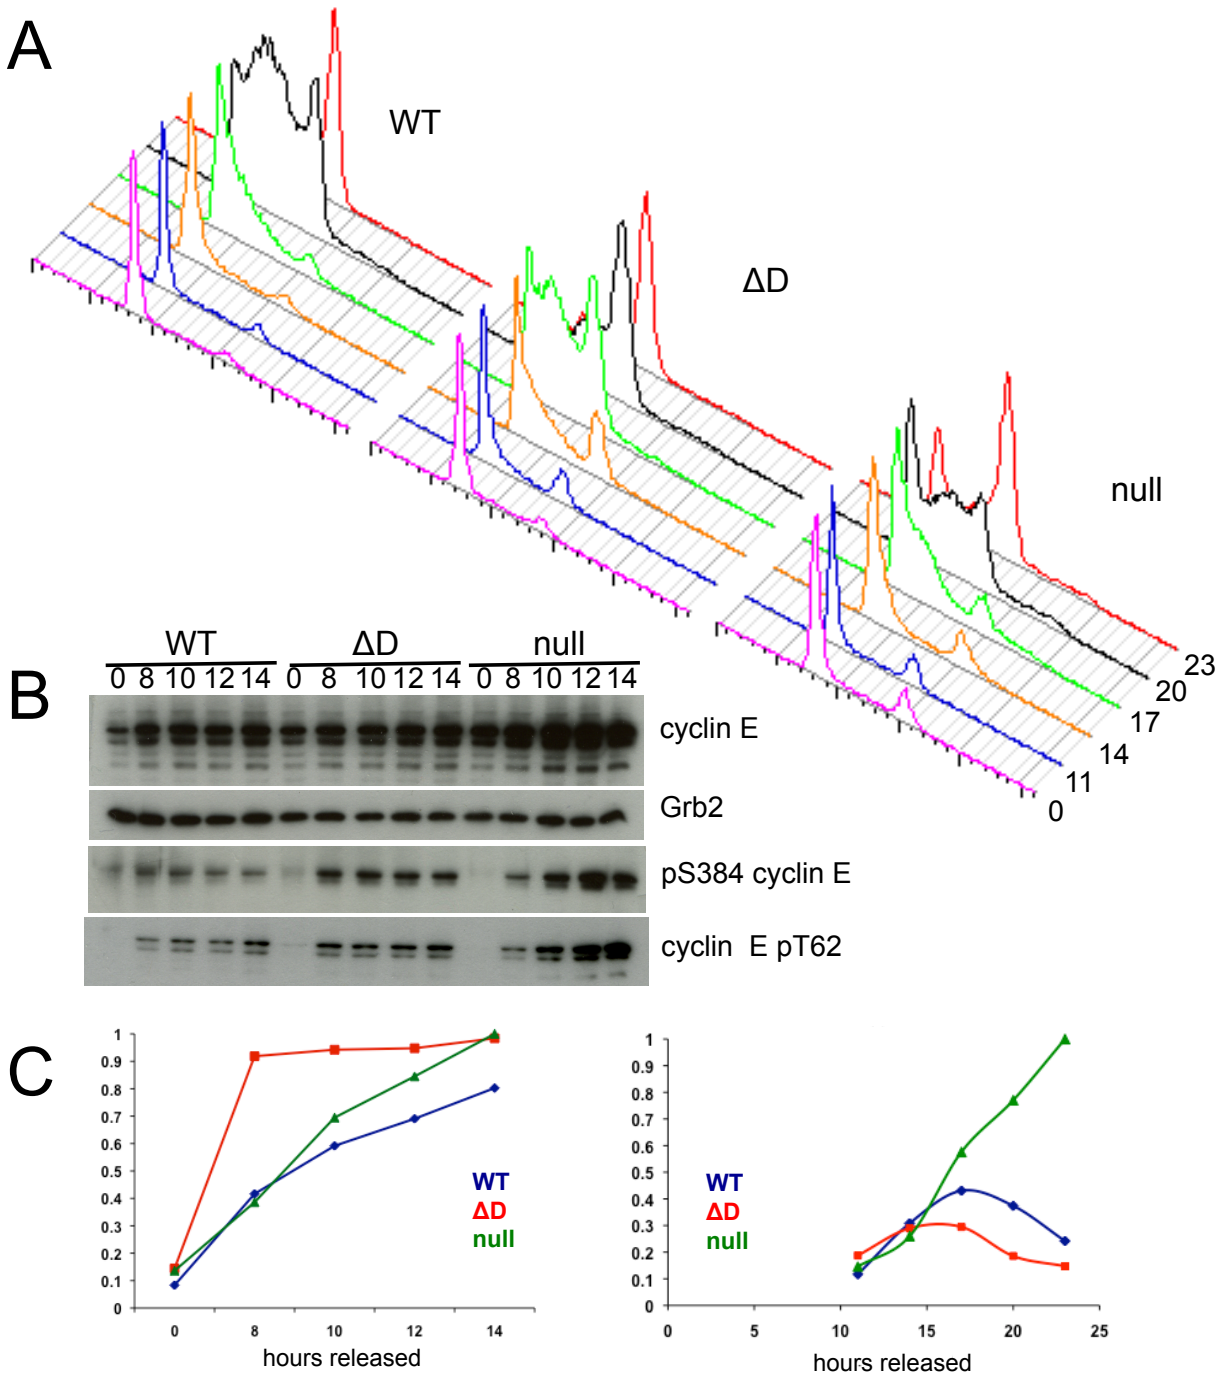 A
WT
ΔD
null
23
20
17
14
11
0
B
WT ΔD null
0 8 10 12 14 0 8 10 12 14 0 8 10 12 14
cyclin E
Grb2
pS384 cyclin E
cyclin E pT62
C
1
0.9
0.8
0.7
0.6
0.5
0.4
0.3
0.2
0.1
0
0 8 10 12 14
hours released
WT
ΔD
null
1
0.9
0.8
0.7
0.6
0.5
0.4
0.3
0.2
0.1
0
0 5 10 15 20 25
hours released
WT
ΔD
null